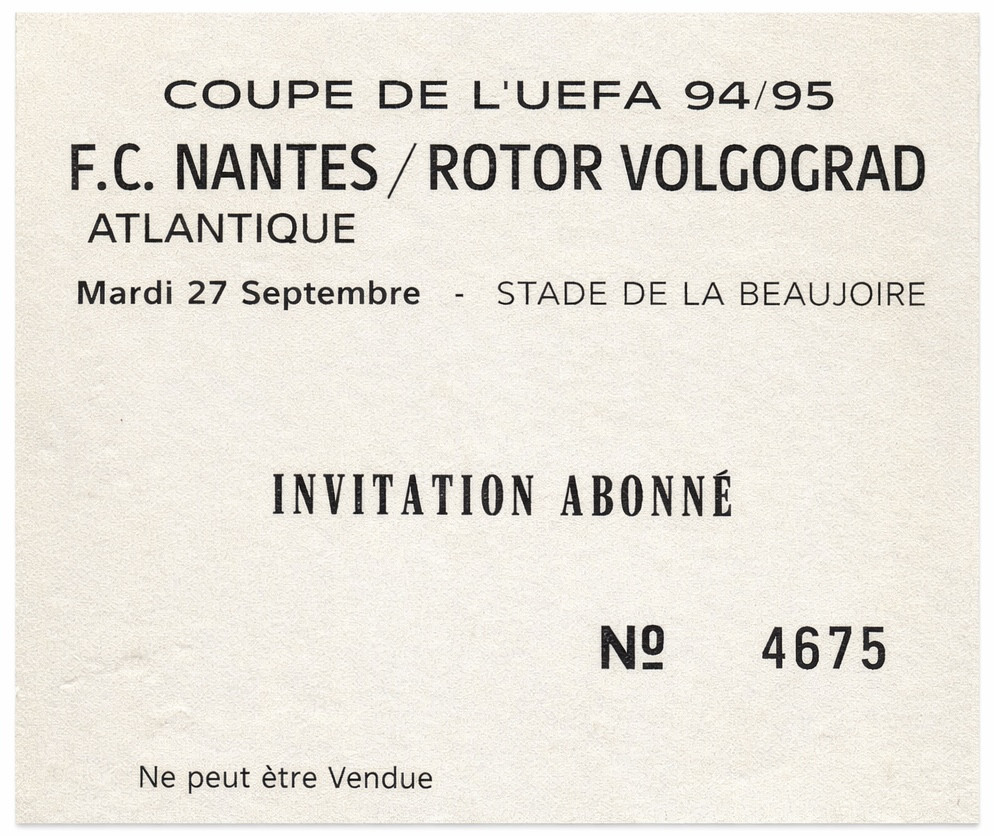 COUPE DE L'UEFA 94/95
F.C. NANTES / ROTOR VOLGOGRAD
ATLANTIQUE
Mardi 27 Septembre - STADE DE LA BEAUJOIRE
INVITATION ABONNÉ
Nº 4675
Ne peut ètre Vendue